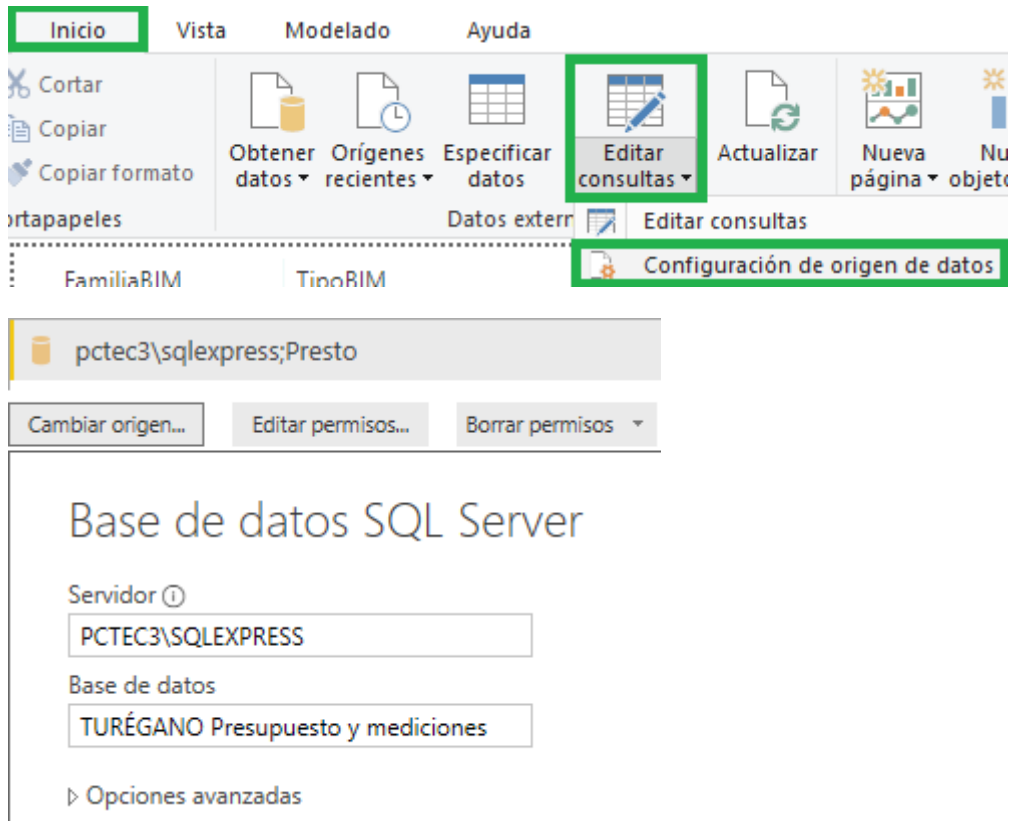 Inicio Vista Modelado Ayuda
Cortar
Copiar
Copiar formato
Obtener datos
Orígenes recientes
Especificar datos
Editar consultas
Actualizar
Nueva página
Nu
objeto
ortapapeles
Datos extern
Editar consultas
Configuración de origen de datos
FamiliaBIM TipoBIM
pctec3\sqlexpress;Presto
Cambiar origen... Editar permisos... Borrar permisos
Base de datos SQL Server
Servidor
PCTEC3\SQLEXPRESS
Base de datos
TURÉGANO Presupuesto y mediciones
Opciones avanzadas